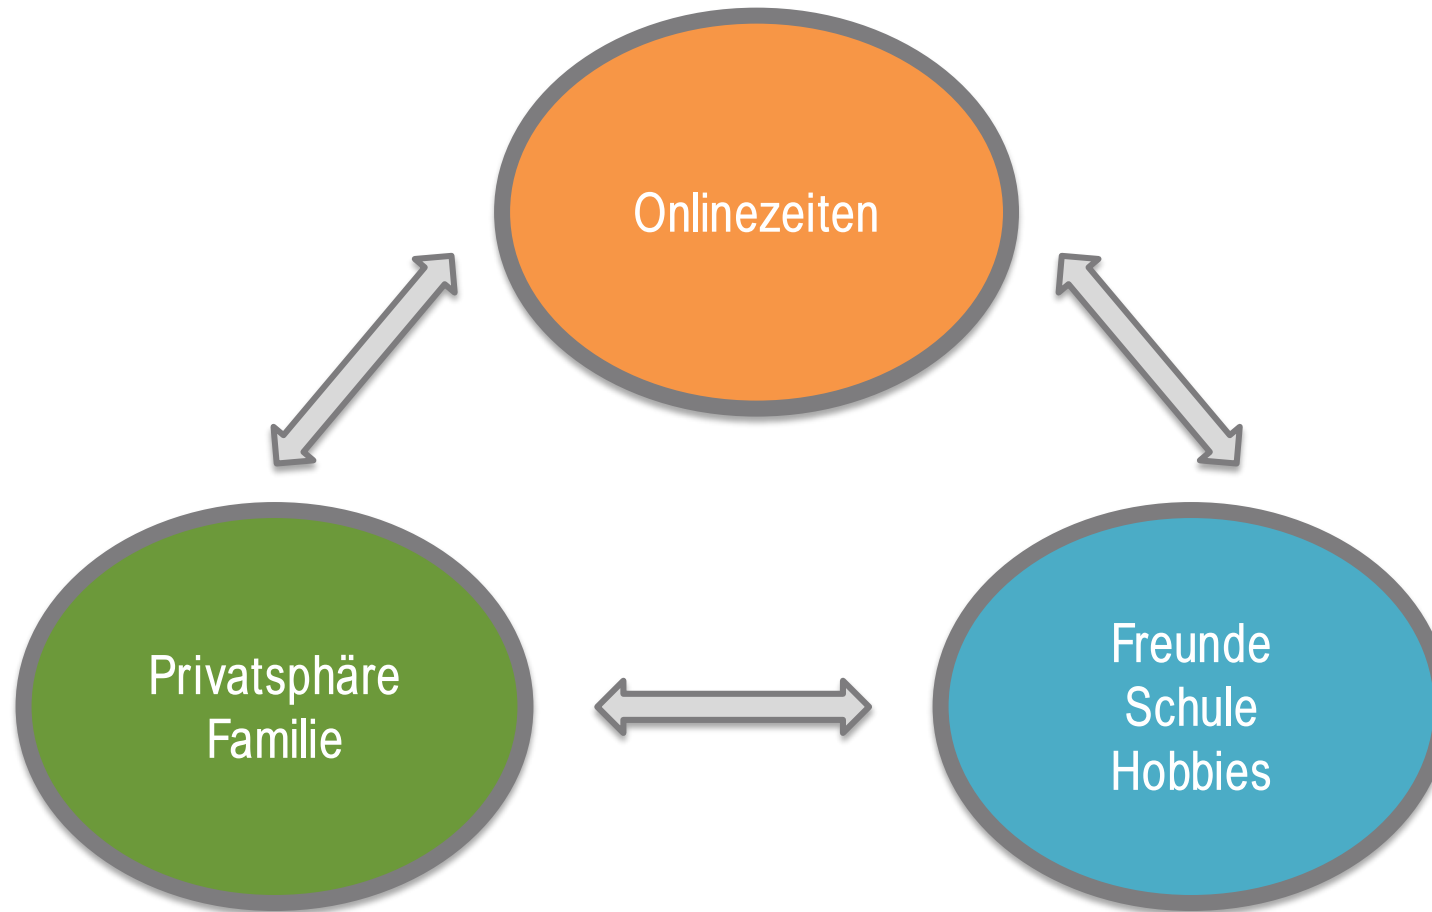 Onlinezeiten
Privatsphäre
Familie
Freunde
Schule
Hobbies